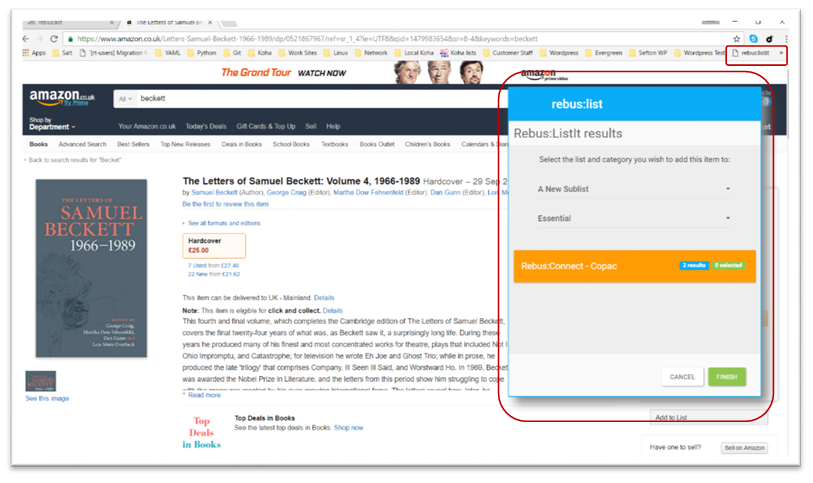 rebus:list
The Letters of Samuel Bec
https://www.amazon.co.uk/Letters-Samuel-Beckett-1966-1989/dp/0521867967/ref=sr_1_4?ie=UTF8&qid=1479983654&sr=8-4&keywords=beckett
Apps Salt [rt-users] Migration YAML Python Git Koha Work Sites Linux Network Local Koha Koha lists Customer Staff Wordpress Evergreen Sefton WP Wordpress Test rebus:listit
The Grand Tour WATCH NOW
amazon
prime video
amazon.co.uk
Try Prime
All
beckett
Shop by
Department
Your Amazon.co.uk Today's Deals Gift Cards & Top Up Sell Help
Books Advanced Search Best Sellers Top New Releases Deals in Books School Books Textbooks Books Outlet Children's Books Calendars &
‹ Back to search results for "Becket"
THE LETTERS OF
SAMUEL
BECKETT
1966–1989
EDITED BY
George Craig,
Martha Dow Fehsenfeld,
Dan Gunn and
Lois More Overbeck
See this image
The Letters of Samuel Beckett: Volume 4, 1966-1989 Hardcover – 29 Sep 2
by Samuel Beckett (Author), George Craig (Editor), Martha Dow Fehsenfeld (Editor), Dan Gunn (Editor),
Be the first to review this item
See all formats and editions
Hardcover
£25.00
7 Used from £27.40
22 New from £21.62
This item can be delivered to UK - Mainland. Details
Note: This item is eligible for click and collect. Details
This fourth and final volume, which completes the Cambridge edition of The Letters of Samuel Beckett,
covers the final twenty-four years of what was, as Beckett saw it, a surprisingly long life. During these
years he produced many of his finest and most concentrated works for theatre, plays that included Not I
Ohio Impromptu, and Catastrophe; for television he wrote Eh Joe and Ghost Trio; while in prose, he
produced the late 'trilogy' that comprises Company, Ill Seen Ill Said, and Worstward Ho. In 1969, Becket
was awarded the Nobel Prize in Literature, and the letters from this period show him struggling to cope
Read more
Top
Deals
in Books
Top Deals in Books
See the latest top deals in Books. Shop now
rebus:list
Rebus:ListIt results
Select the list and category you wish to add this item to:
A New Sublist
Essential
Rebus:Connect - Copac
2 results
0 selected
CANCEL
FINISH
Add to List
Have one to sell?
Sell on Amazon